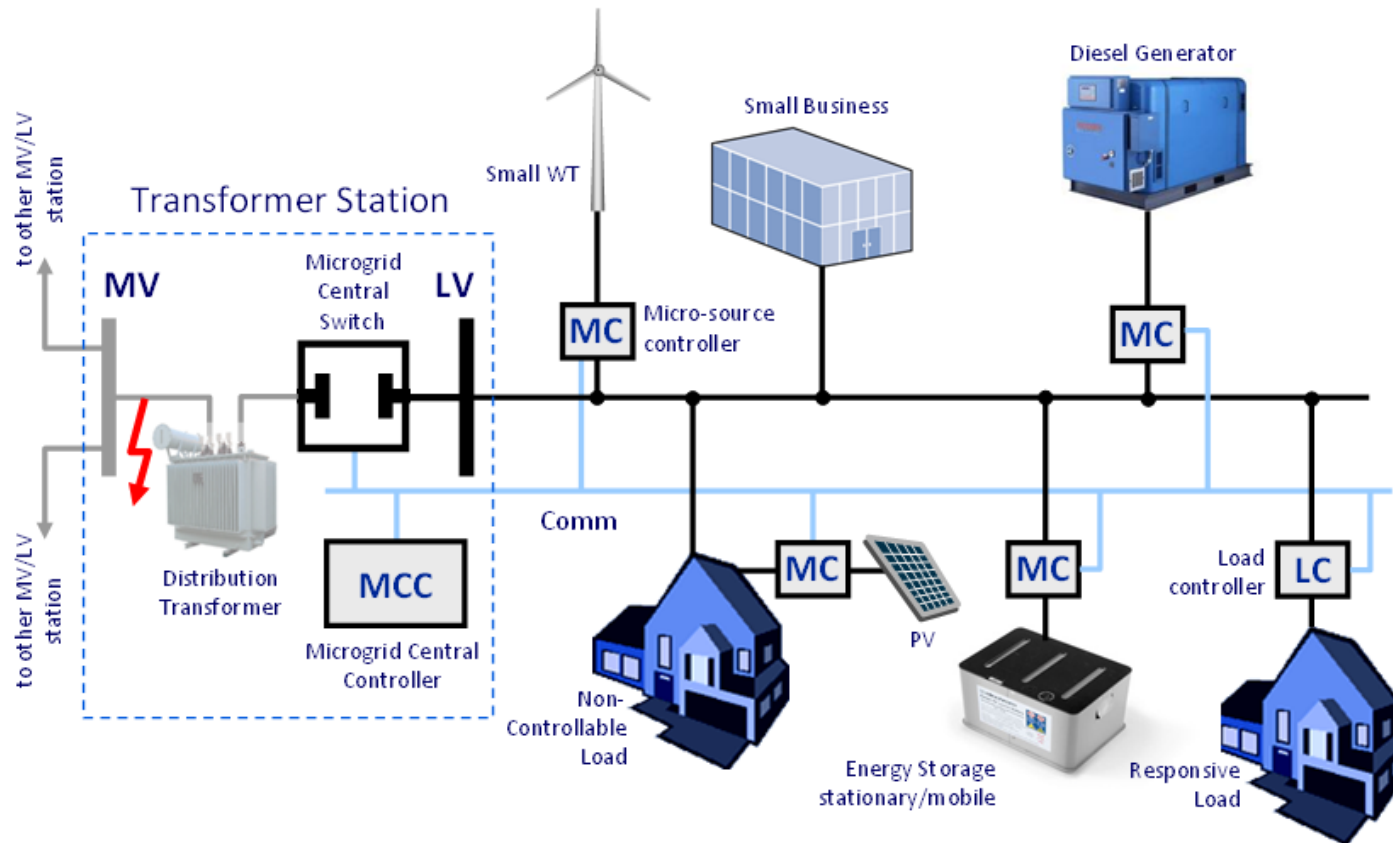 to other MV/LV
station
to other MV/LV
station
Transformer Station
MV
Microgrid
Central
Switch
LV
Distribution
Transformer
MCC
Microgrid Central
Controller
Small WT
MC
Micro-source
controller
Small Business
Diesel Generator
MC
Comm
MC
PV
Non-
Controllable
Load
MC
Energy Storage
stationary/mobile
Load
controller
LC
Responsive
Load